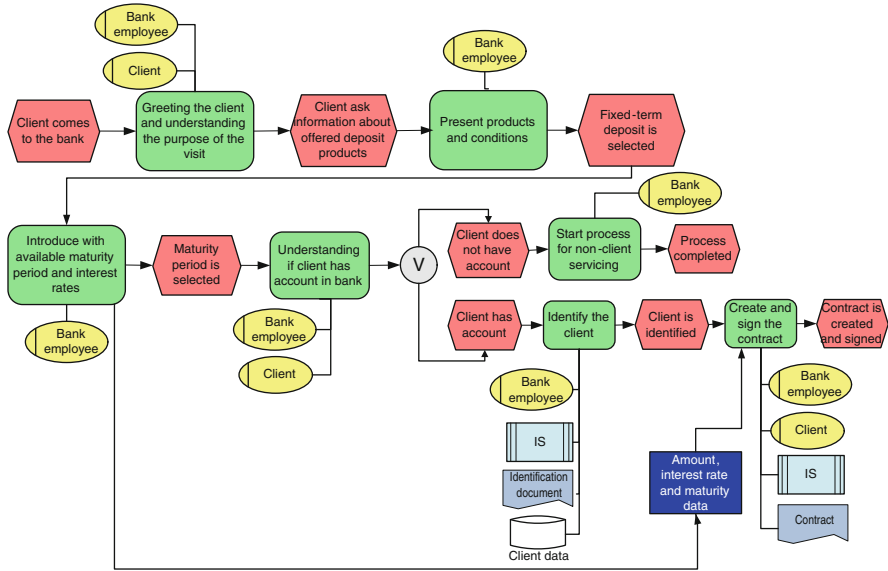 Bank
employee
Client
Bank
employee
Client comes
to the bank
Greeting the client
and understanding
the purpose of the
visit
Client ask
information about
offered deposit
products
Present products
and conditions
Fixed-term
deposit is
selected
Introduce with
available maturity
period and interest
rates
Bank
employee
Maturity
period is
selected
Understanding
if client has
account in bank
Bank
employee
Client
V
Client does
not have
account
Start process
for non-client
servicing
Bank
employee
Process
completed
Client has
account
Identify the
client
Client is
identified
Create and
sign the
contract
Contract is
created
and signed
Bank
employee
IS
Identification
document
Client data
Amount,
interest rate
and maturity
data
Bank
employee
Client
IS
Contract